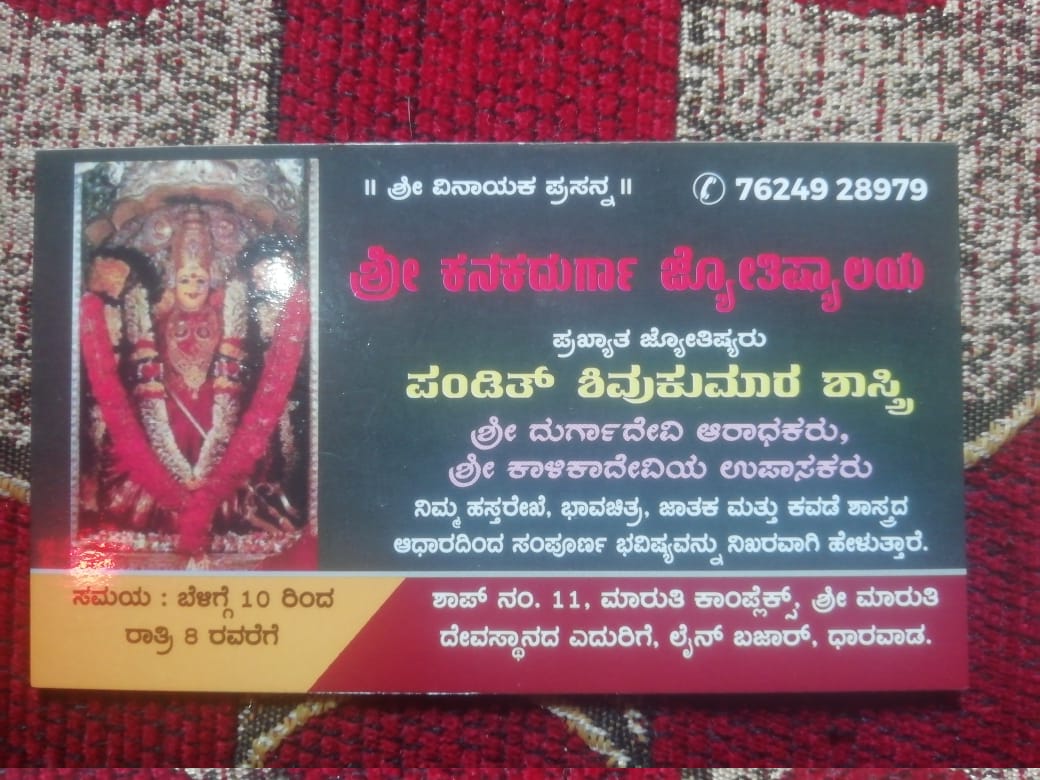 ॥ ಶ್ರೀ ವಿನಾಯಕ ಪ್ರಸನ್ನ ॥
76249 28979
ಶ್ರೀ ಕನಕದುರ್ಗಾ ಜ್ಯೋತಿಷ್ಯಾಲಯ
ಪ್ರಖ್ಯಾತ ಜ್ಯೋತಿಷ್ಯರು
ಪಂಡಿತ್ ಶಿವುಕುಮಾರ ಶಾಸ್ತ್ರಿ
ಶ್ರೀ ದುರ್ಗಾದೇವಿ ಆರಾಧಕರು,
ಶ್ರೀ ಕಾಳಿಕಾದೇವಿಯ ಉಪಾಸಕರು
ನಿಮ್ಮ ಹಸ್ತರೇಖೆ, ಭಾವಚಿತ್ರ, ಜಾತಕ ಮತ್ತು ಕವಡೆ ಶಾಸ್ತ್ರದ
ಆಧಾರದಿಂದ ಸಂಪೂರ್ಣ ಭವಿಷ್ಯವನ್ನು ನಿಖರವಾಗಿ ಹೇಳುತ್ತಾರೆ.
ಸಮಯ : ಬೆಳಿಗ್ಗೆ 10 ರಿಂದ
ರಾತ್ರಿ 8 ರವರೆಗೆ
ಶಾಪ್ ನಂ. 11, ಮಾರುತಿ ಕಾಂಪ್ಲೆಕ್ಸ್, ಶ್ರೀ ಮಾರುತಿ
ದೇವಸ್ಥಾನದ ಎದುರಿಗೆ, ಲೈನ್ ಬಜಾರ್, ಧಾರವಾಡ.